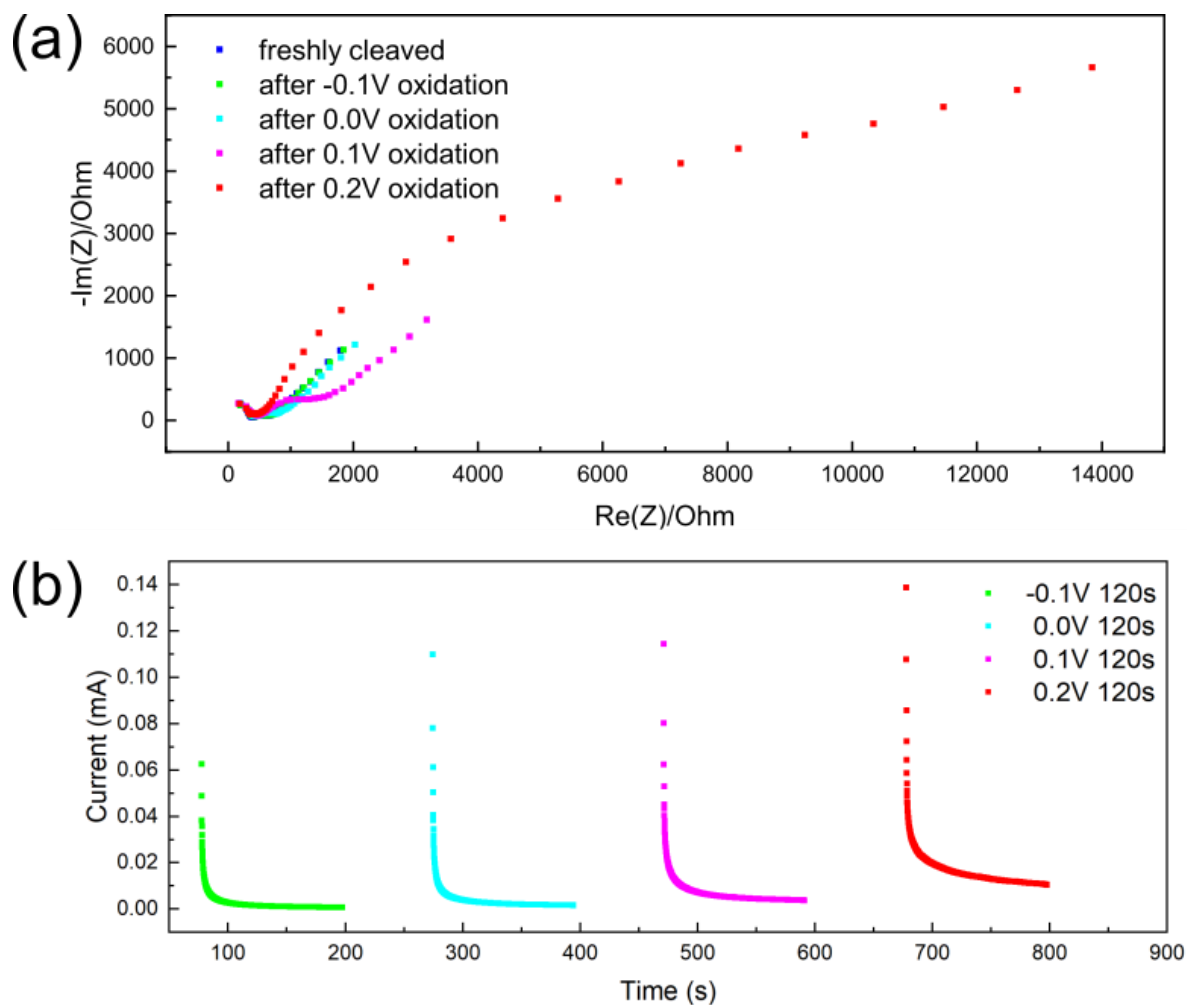 (a)
6000
5000
4000
3000
2000
1000
0
-Im(Z)/Ohm
freshly cleaved
after -0.1V oxidation
after 0.0V oxidation
after 0.1V oxidation
after 0.2V oxidation
0 2000 4000 6000 8000 10000 12000 14000
Re(Z)/Ohm
(b)
0.14
0.12
0.10
0.08
0.06
0.04
0.02
0.00
Current (mA)
-0.1V 120s
0.0V 120s
0.1V 120s
0.2V 120s
100 200 300 400 500 600 700 800 900
Time (s)